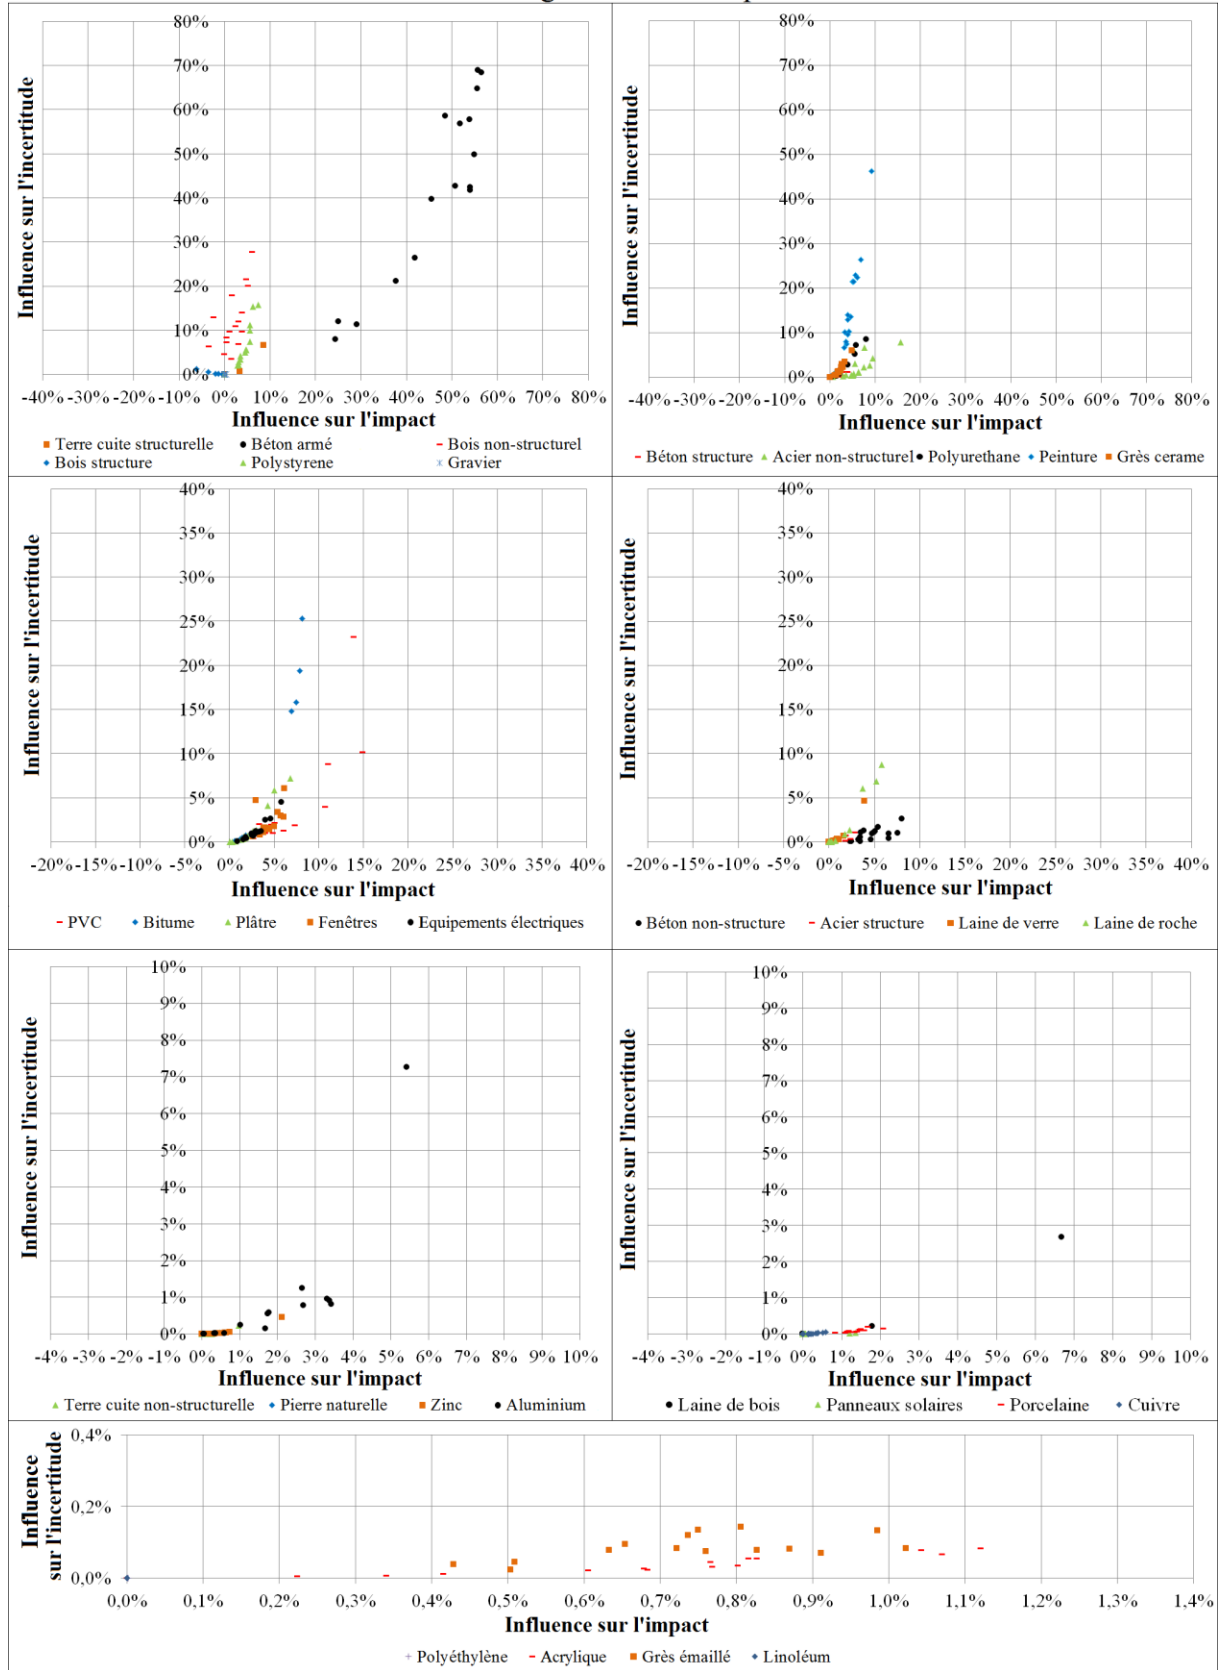 80%
70%
60%
50%
40%
30%
20%
10%
0%
-40% -30% -20% -10% 0% 10% 20% 30% 40% 50% 60% 70% 80%
Influence sur l'incertitude
Influence sur l'impact
Terre cuite structurelle Béton armé Bois non-structurel
Bois structure Polystyrene Gravier
80%
70%
60%
50%
40%
30%
20%
10%
0%
-40% -30% -20% -10% 0% 10% 20% 30% 40% 50% 60% 70% 80%
Influence sur l'incertitude
Influence sur l'impact
Béton structure Acier non-structurel Polyurethane Peinture Grès cerame
40%
35%
30%
25%
20%
15%
10%
5%
0%
-20% -15% -10% -5% 0% 5% 10% 15% 20% 25% 30% 35% 40%
Influence sur l'incertitude
Influence sur l'impact
PVC Bitume Plâtre Fenêtres Equipements électriques
40%
35%
30%
25%
20%
15%
10%
5%
0%
-20% -15% -10% -5% 0% 5% 10% 15% 20% 25% 30% 35% 40%
Influence sur l'incertitude
Influence sur l'impact
Béton non-structure Acier structure Laine de verre Laine de roche
10%
9%
8%
7%
6%
5%
4%
3%
2%
1%
0%
-4% -3% -2% -1% 0% 1% 2% 3% 4% 5% 6% 7% 8% 9% 10%
Influence sur l'incertitude
Influence sur l'impact
Terre cuite non-structurelle Pierre naturelle Zinc Aluminium
10%
9%
8%
7%
6%
5%
4%
3%
2%
1%
0%
-4% -3% -2% -1% 0% 1% 2% 3% 4% 5% 6% 7% 8% 9% 10%
Influence sur l'incertitude
Influence sur l'impact
Laine de bois Panneaux solaires Porcelaine Cuivre
0,4%
0,2%
0,0%
0,0% 0,1% 0,2% 0,3% 0,4% 0,5% 0,6% 0,7% 0,8% 0,9% 1,0% 1,1% 1,2% 1,3% 1,4%
Influence
sur l'incertitude
Influence sur l'impact
Polyéthylène Acrylique Grès émaillé Linoléum